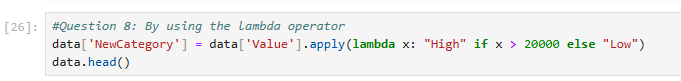 [26]: #Question 8: By using the lambda operator
data['NewCategory'] = data['Value'].apply(lambda x: "High" if x > 20000 else "Low")
data.head()